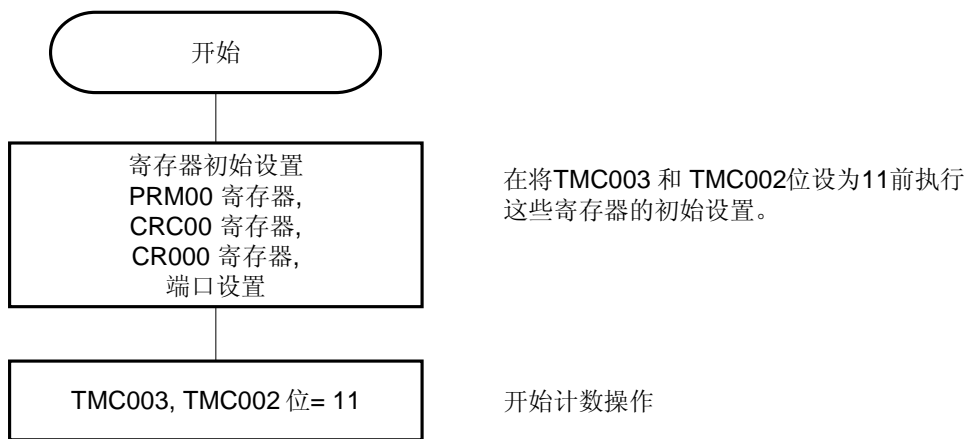 开始
寄存器初始设置
PRM00 寄存器,
CRC00 寄存器,
CR000 寄存器,
端口设置
在将TMC003 和 TMC002位设为11前执行
这些寄存器的初始设置。
TMC003, TMC002 位= 11
开始计数操作